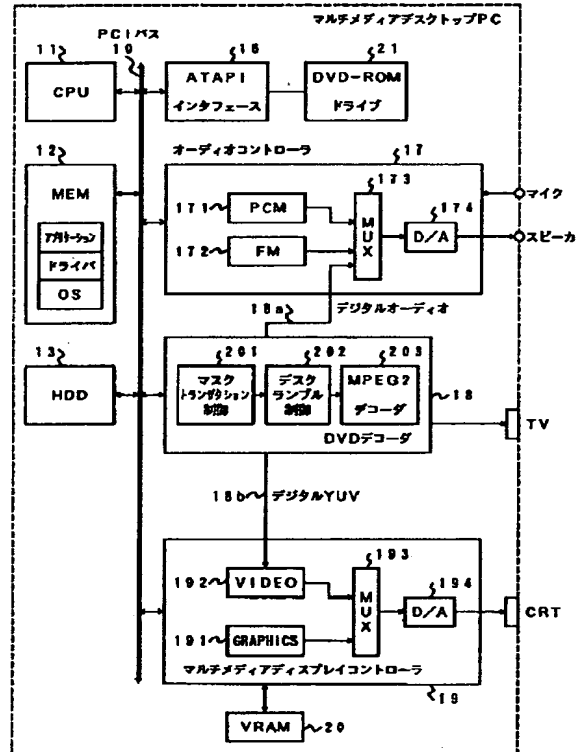 マルチメディアデスクトップPC
PCIバス
10
11
CPU
16
ATAPI
インタフェース
21
DVD-ROM
ドライブ
12
MEM
アプリケーション
ドライバ
OS
オーディオコントローラ
17
171
PCM
172
FM
173
MUX
174
D/A
マイク
スピーカ
18a
デジタルオーディオ
13
HDD
201
マスタ
トランザクション
制御
202
デスク
ランブル
制御
203
MPEG2
デコーダ
DVDデコーダ
18
TV
18b
デジタルYUV
192
VIDEO
191
GRAPHICS
193
MUX
194
D/A
CRT
マルチメディアディスプレイコントローラ
19
VRAM
20